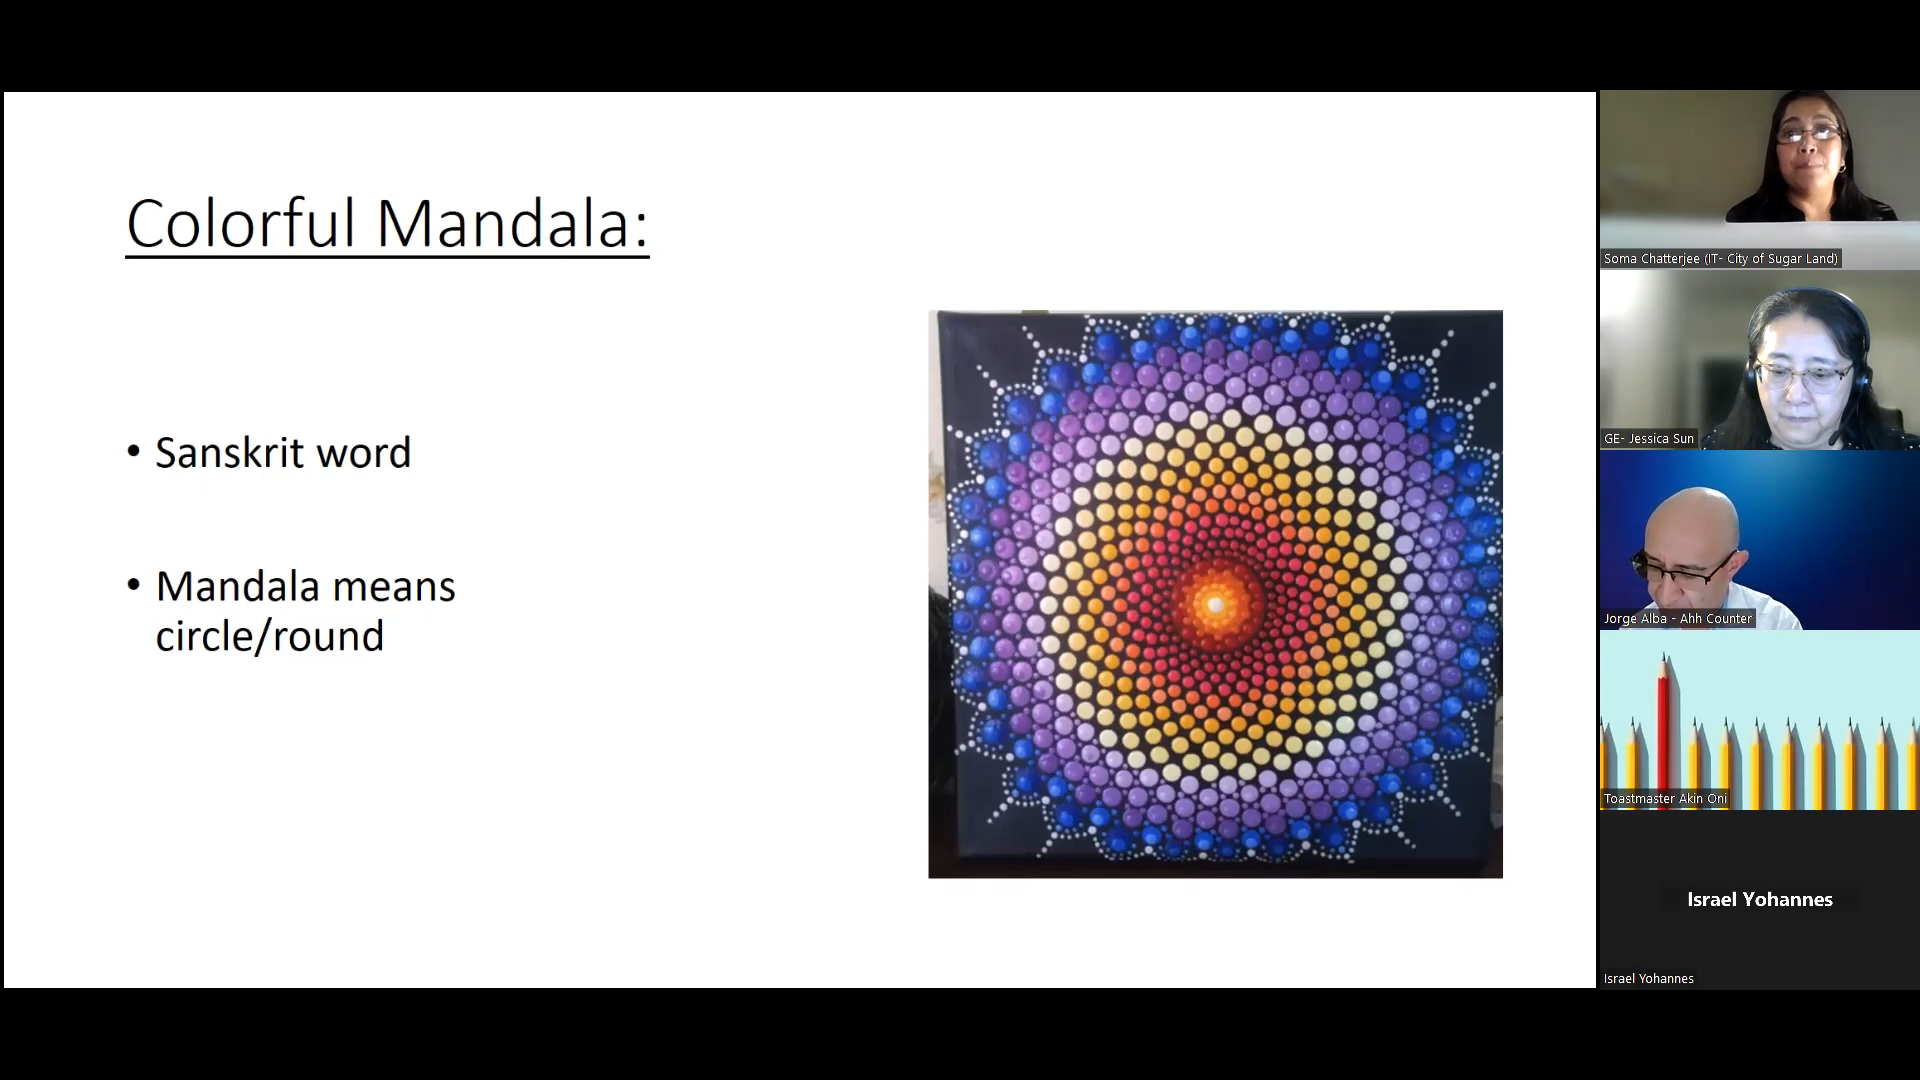 Colorful Mandala:
• Sanskrit word
• Mandala means
circle/round
Soma Chatterjee (IT- City of Sugar Land)
GE- Jessica Sun
Jorge Alba - Ahh Counter
Toastmaster Akin Oni
Israel Yohannes
Israel Yohannes